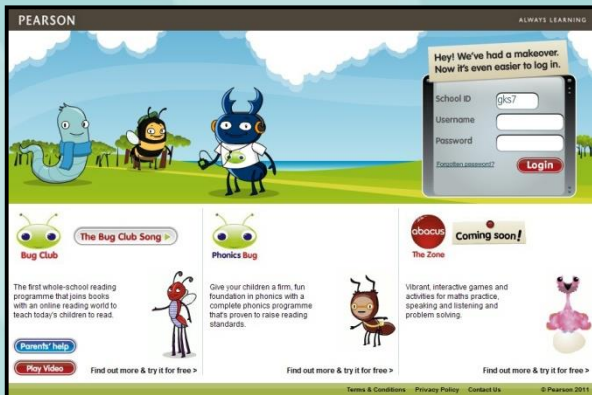 PEARSON
ALWAYS LEARNING
Hey! We've had a makeover.
Now it's even easier to log in.
School ID
gks7
Username
Password
Forgotten password?
Login
Bug Club
The Bug Club Song
The first whole-school reading
programme that joins books
with an online reading world to
teach today's children to read.
Parents' help
Play Video
Find out more & try it for free >
Phonics Bug
Give your children a firm, fun
foundation in phonics with a
complete phonics programme
that's proven to raise reading
standards.
Find out more & try it for free >
abacus
The Zone
Coming soon!
Vibrant, interactive games and
activities for maths practice,
speaking and listening and
problem solving.
Find out more & try it for free >
Terms & Conditions Privacy Policy Contact Us © Pearson 2011